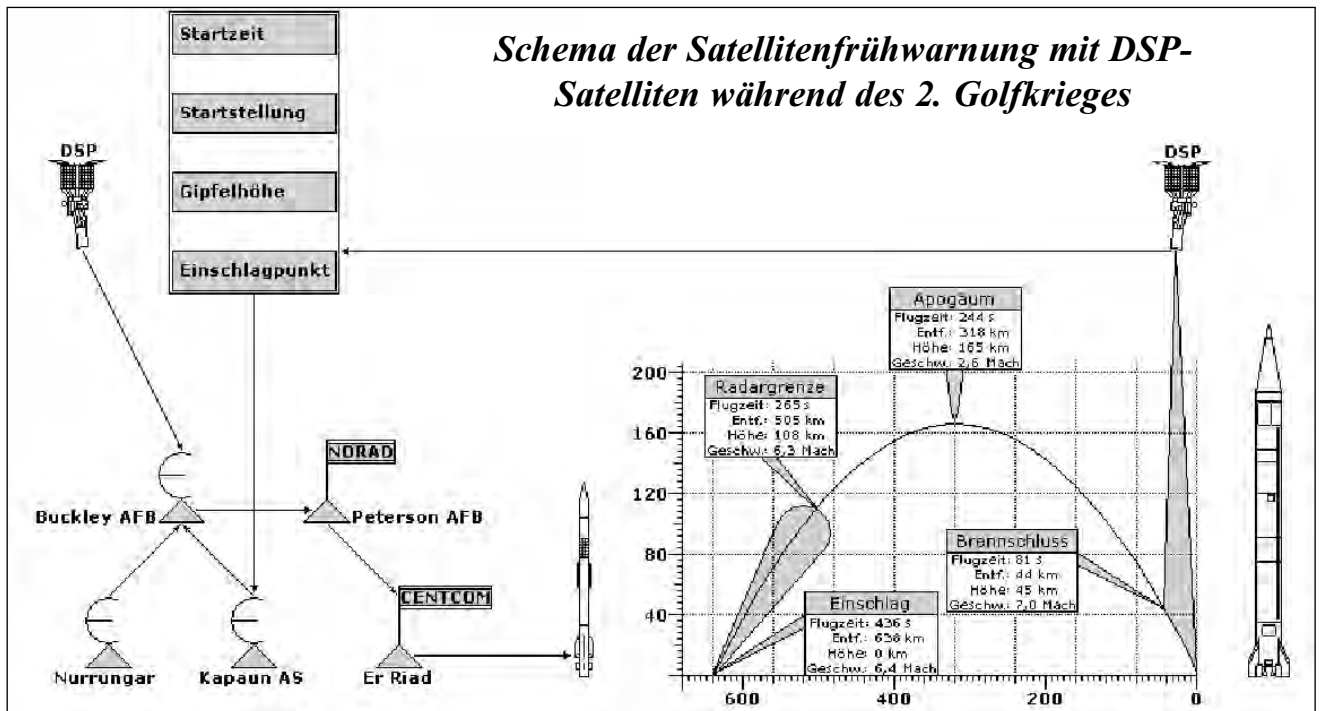 Schema der Satellitenfrühwarnung mit DSP-
Satelliten während des 2. Golfkrieges
Startzeit
Startstellung
Gipfelhöhe
Einschlagpunkt
DSP
DSP
NORAD
Buckley AFB
Peterson AFB
CENTCOM
Nurrungar
Kapaun AS
Er Riad
Apogäum
Flugzeit: 244 s
Entf.: 318 km
Höhe: 165 km
Geschw.: 2,6 Mach
Radargrenze
Flugzeit: 265 s
Entf.: 505 km
Höhe: 108 km
Geschw.: 6,3 Mach
Brennschluss
Flugzeit: 81 s
Entf.: 44 km
Höhe: 45 km
Geschw.: 7,0 Mach
Einschlag
Flugzeit: 436 s
Entf.: 638 km
Höhe: 0 km
Geschw.: 6,4 Mach
200
160
120
80
40
600 400 200 0